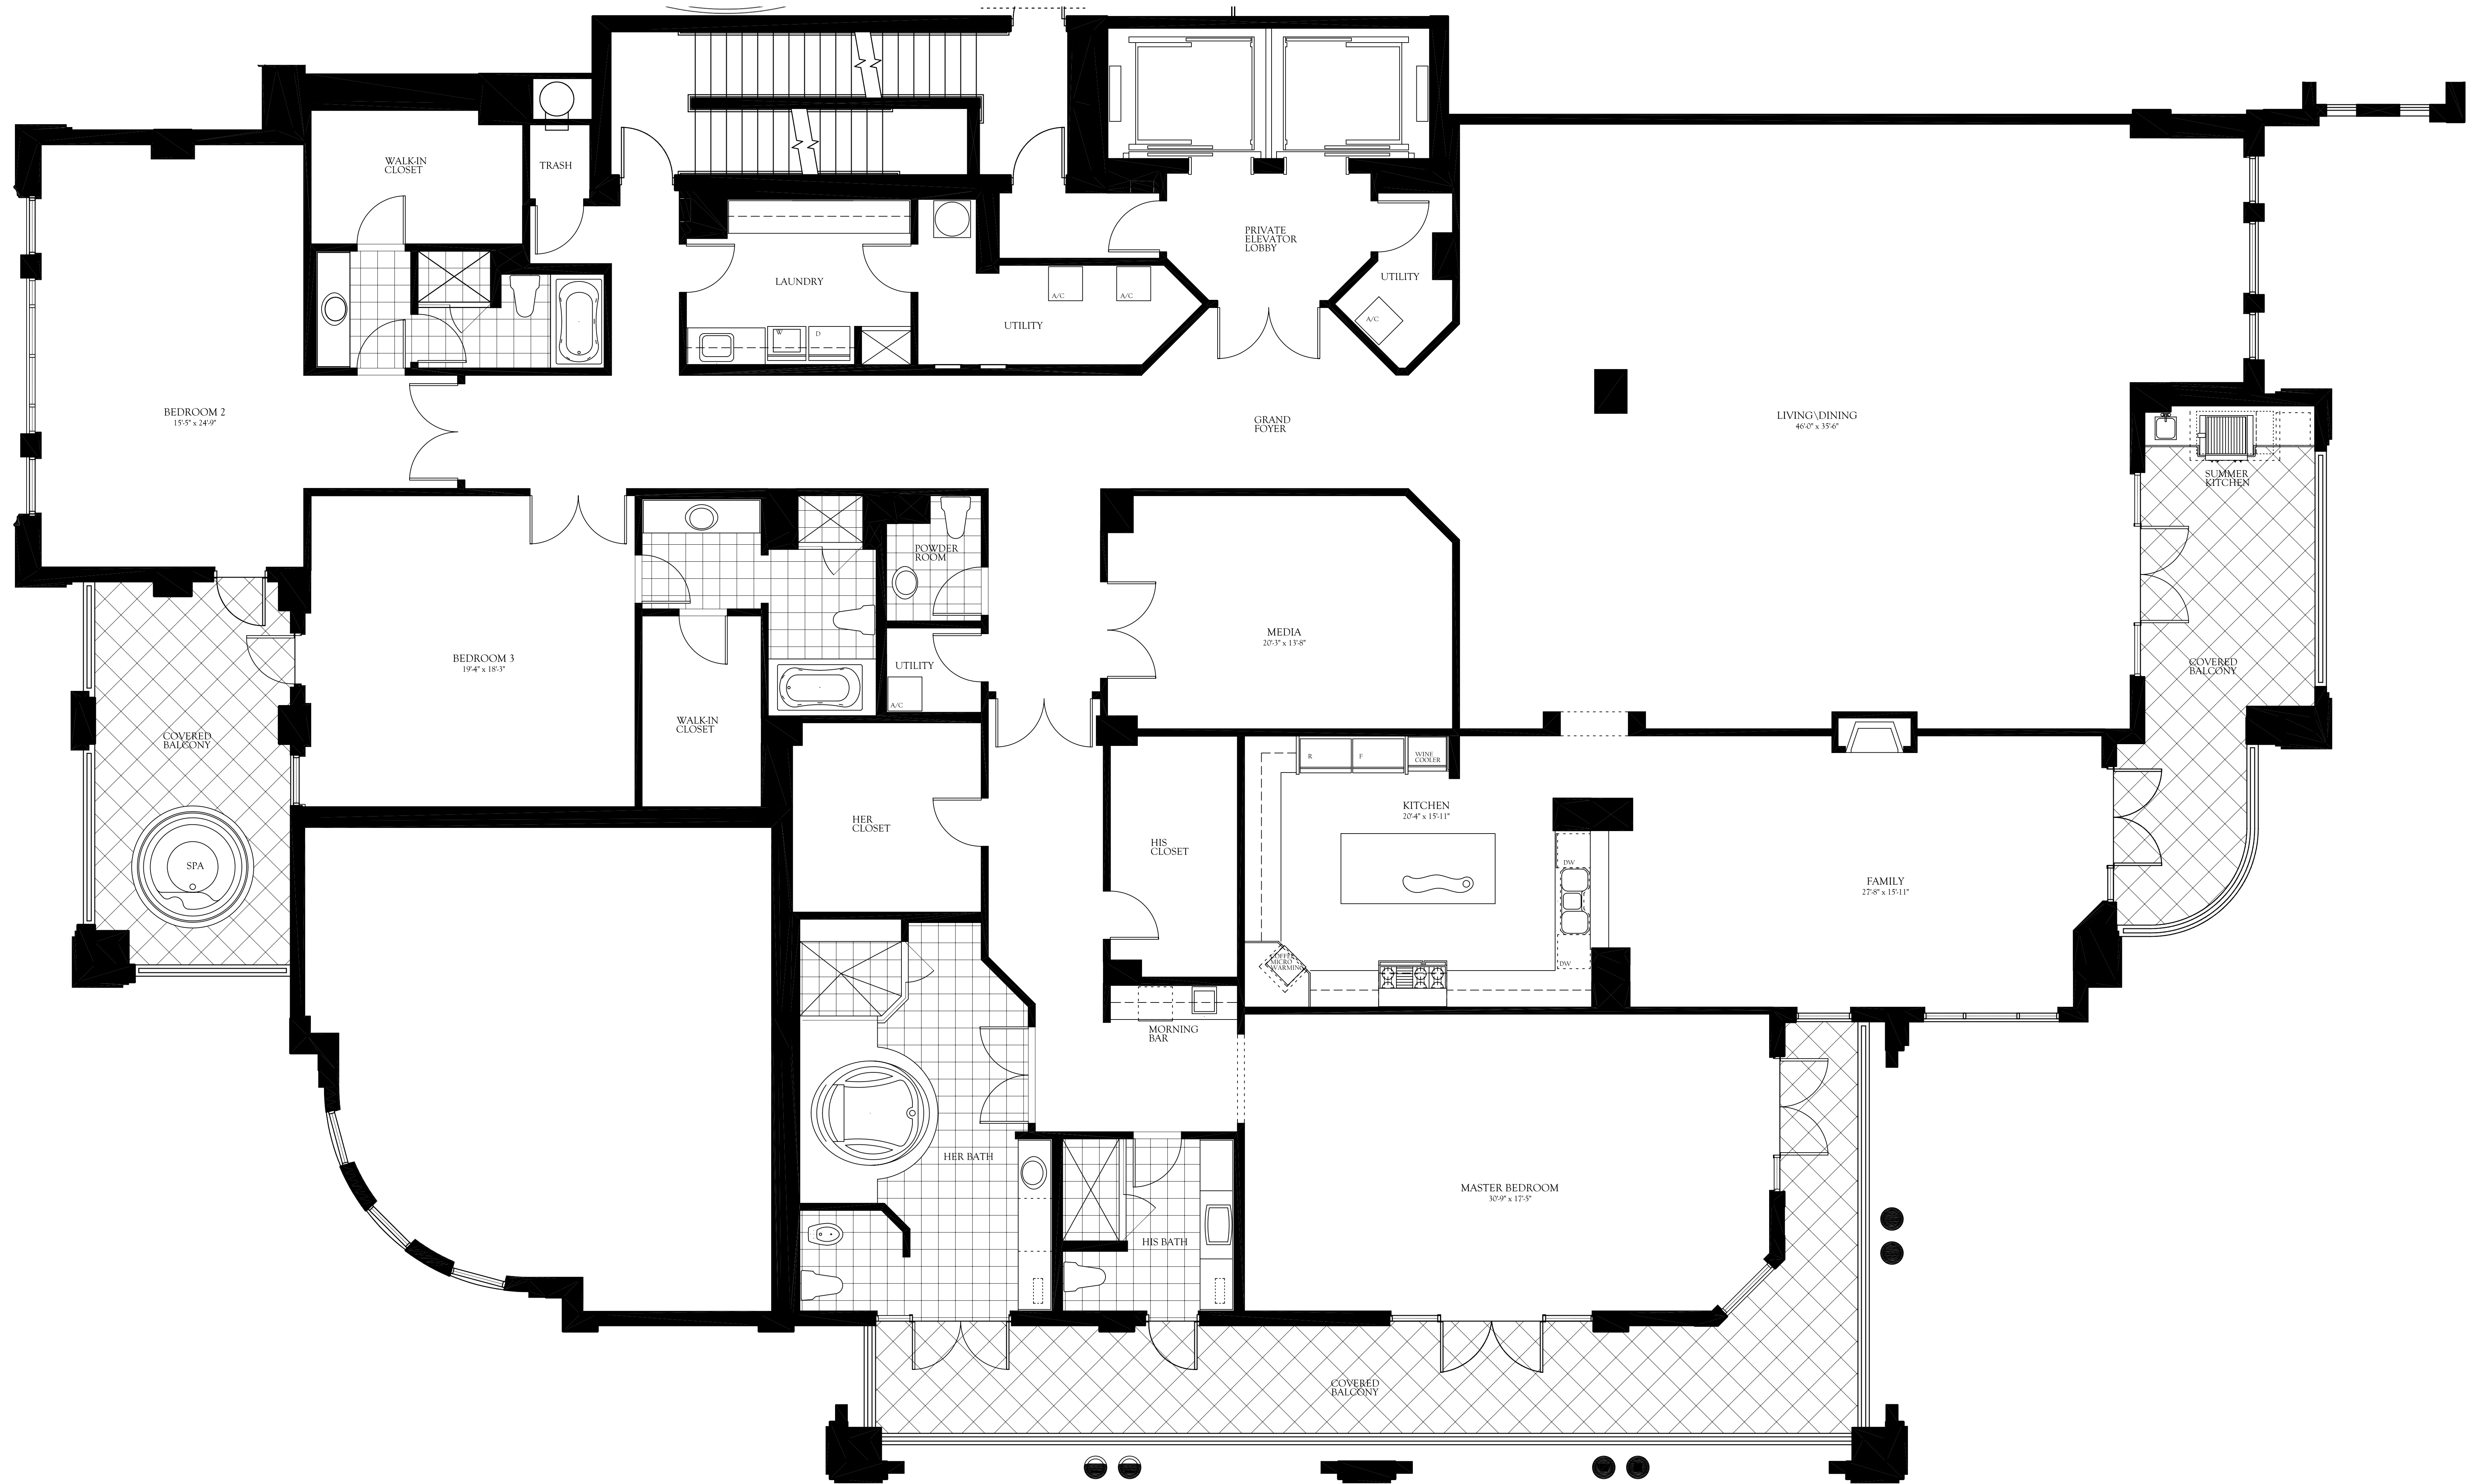 WALK-IN
CLOSET
TRASH
PRIVATE
ELEVATOR
LOBBY
UTILITY
A/C
LAUNDRY
W
D
A/C
A/C
UTILITY
BEDROOM 2
15'-5" x 24'-9"
GRAND
FOYER
LIVING\DINING
46'-0" x 35'-6"
SUMMER
KITCHEN
POWDER
ROOM
MEDIA
20'-3" x 13'-8"
BEDROOM 3
19'-4" x 18'-3"
UTILITY
A/C
COVERED
BALCONY
WALK-IN
CLOSET
COVERED
BALCONY
R
F
WINE
COOLER
KITCHEN
20'-4" x 15'-11"
HER
CLOSET
HIS
CLOSET
SPA
DW
FAMILY
27'-8" x 15'-11"
COFFEE
MICRO
WARMING
DW
MORNING
BAR
HER BATH
MASTER BEDROOM
30'-9" x 17'-5"
HIS BATH
COVERED
BALCONY